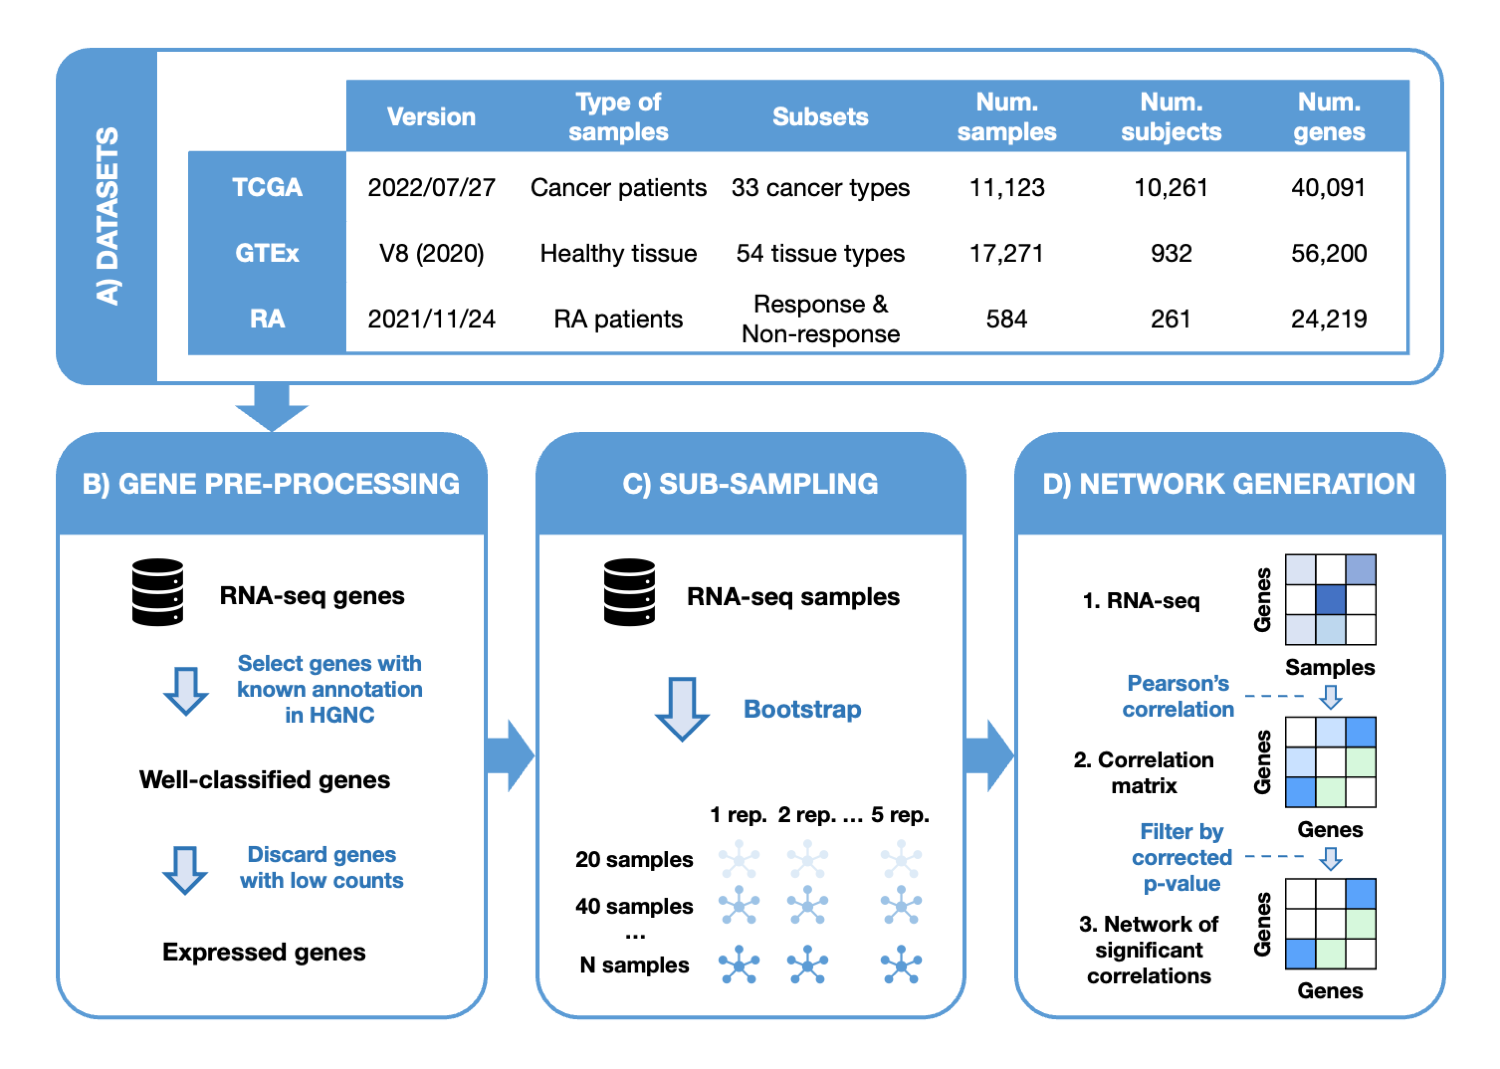 A) DATASETS
Version
Type of
samples
Subsets
Num.
samples
Num.
subjects
Num.
genes
TCGA 2022/07/27 Cancer patients 33 cancer types 11,123 10,261 40,091
GTEx V8 (2020) Healthy tissue 54 tissue types 17,271 932 56,200
RA 2021/11/24 RA patients Response &
Non-response 584 261 24,219
B) GENE PRE-PROCESSING
RNA-seq genes
Select genes with
known annotation
in HGNC
Well-classified genes
Discard genes
with low counts
Expressed genes
C) SUB-SAMPLING
RNA-seq samples
Bootstrap
1 rep. 2 rep. ... 5 rep.
20 samples
40 samples
...
N samples
D) NETWORK GENERATION
1. RNA-seq
Genes
Samples
Pearson's
correlation
2. Correlation
matrix
Genes
Genes
Filter by
corrected
p-value
3. Network of
significant
correlations
Genes
Genes